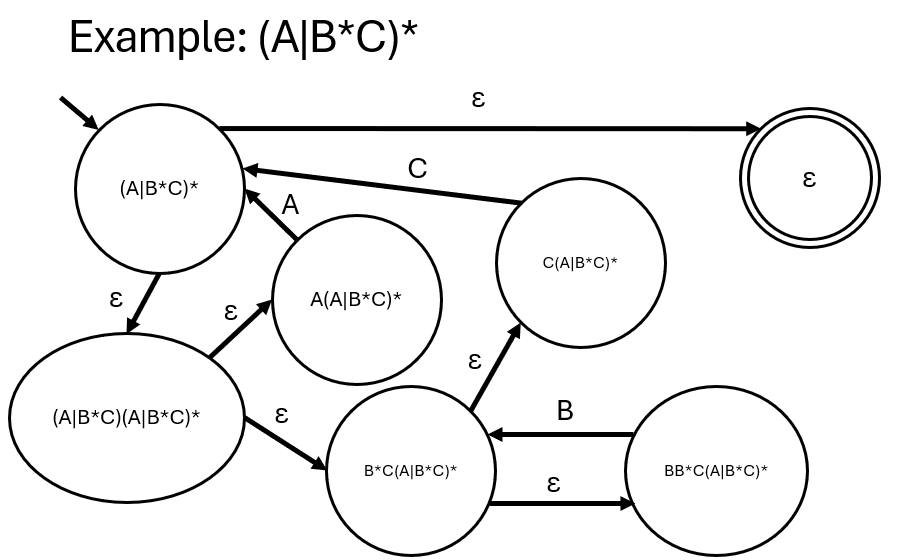 Example: (A|B*C)*
ε
(A|B*C)*
C
A
ε
C(A|B*C)*
ε
ε
A(A|B*C)*
(A|B*C)(A|B*C)*
ε
ε
B
B*C(A|B*C)*
ε
BB*C(A|B*C)*